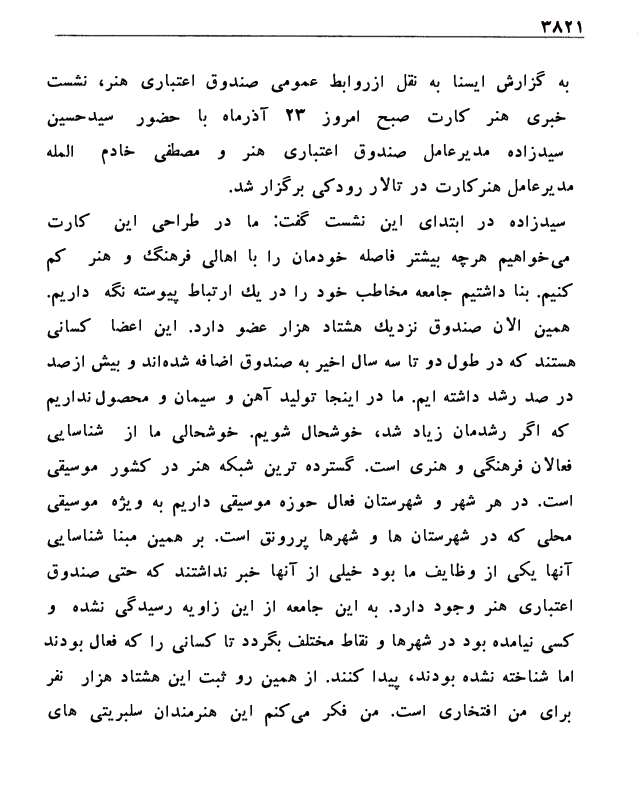 ۳۸۲۱
به گزارش ایسنا به نقل ازروابط عمومی صندوق اعتباری هنر، نشست
خبری هنر کارت صبح امروز ۲۳ آذرماه با حضور سیدحسین
سیدزاده مدیرعامل صندوق اعتباری هنر و مصطفی خادم المله
مدیرعامل هنرکارت در تالار رودکی برگزار شد.
سیدزاده در ابتدای این نشست گفت: ما در طراحی این کارت
می‌خواهیم هرچه بیشتر فاصله خودمان را با اهالی فرهنگ و هنر کم
کنیم. بنا داشتیم جامعه مخاطب خود را در یك ارتباط پیوسته نگه داریم.
همین الان صندوق نزدیك هشتاد هزار عضو دارد. این اعضا کسانی
هستند که در طول دو تا سه سال اخیر به صندوق اضافه شده‌اند و بیش ازصد
در صد رشد داشته ایم. ما در اینجا تولید آهن و سیمان و محصول نداریم
که اگر رشدمان زیاد شد، خوشحال شویم. خوشحالی ما از شناسایی
فعالان فرهنگی و هنری است. گسترده ترین شبکه هنر در کشور موسیقی
است. در هر شهر و شهرستان فعال حوزه موسیقی داریم به ویژه موسیقی
محلی که در شهرستان ها و شهرها پررونق است. بر همین مبنا شناسایی
آنها یکی از وظایف ما بود خیلی از آنها خبر نداشتند که حتی صندوق
اعتباری هنر وجود دارد. به این جامعه از این زاویه رسیدگی نشده و
کسی نیامده بود در شهرها و نقاط مختلف بگردد تا کسانی را که فعال بودند
اما شناخته نشده بودند، پیدا کنند. از همین رو ثبت این هشتاد هزار نفر
برای من افتخاری است. من فکر می‌کنم این هنرمندان سلبریتی های